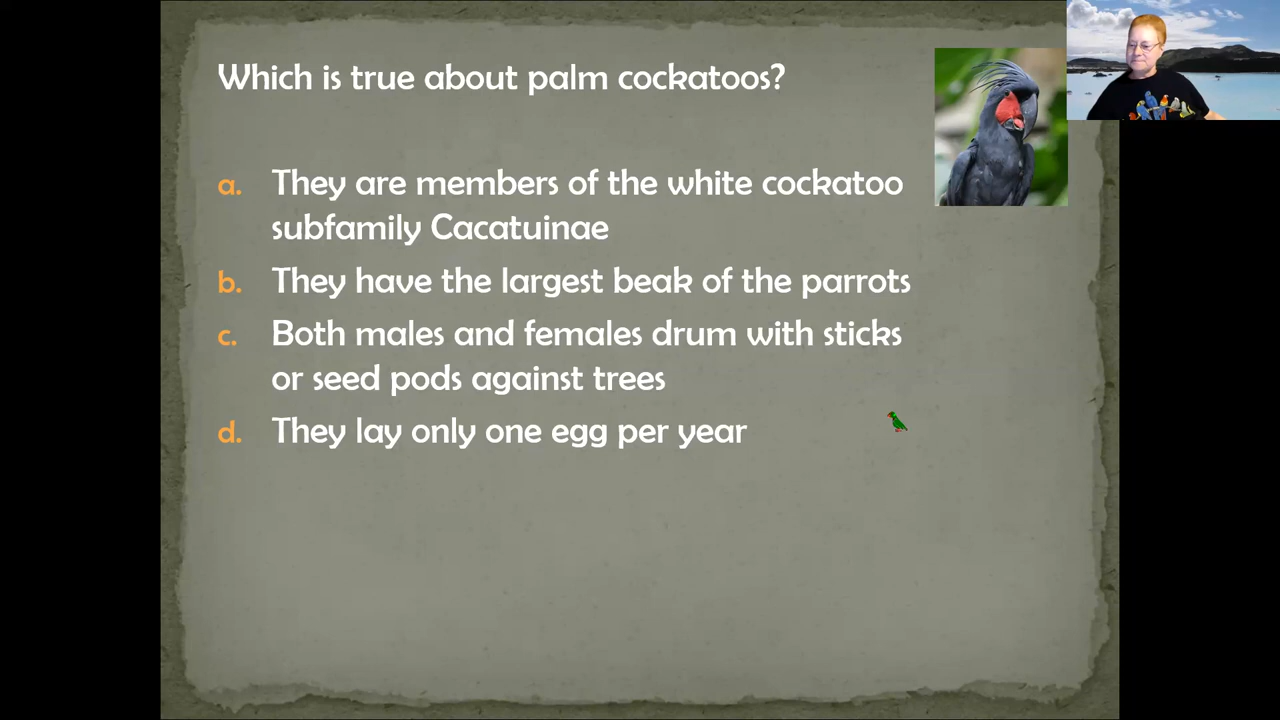 Which is true about palm cockatoos?
a. They are members of the white cockatoo
subfamily Cacatuinae
b. They have the largest beak of the parrots
c. Both males and females drum with sticks
or seed pods against trees
d. They lay only one egg per year